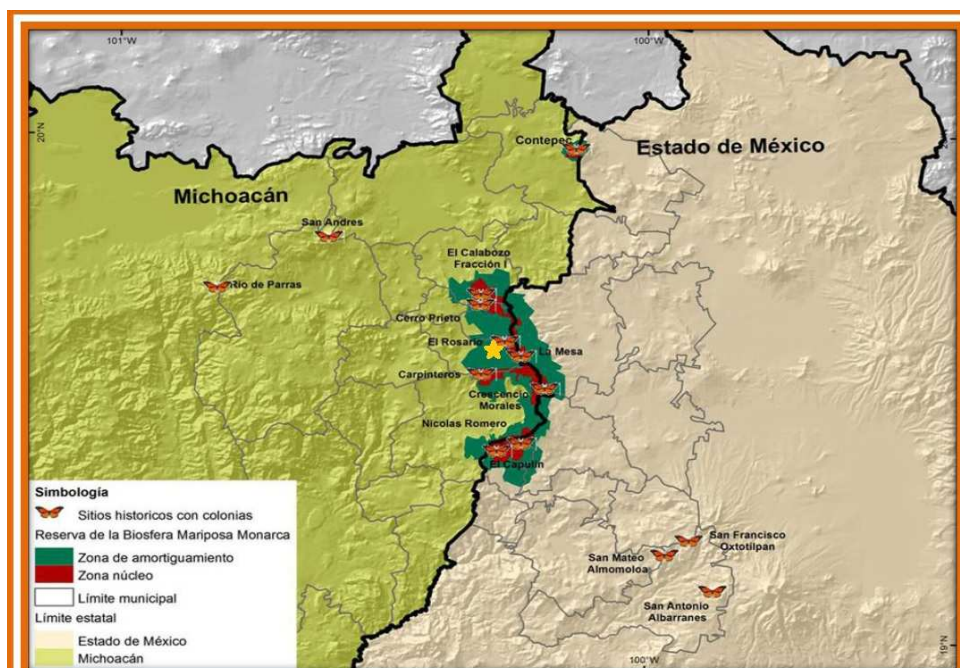 101°W
100°W
20°N
Contepec
Estado de México
Michoacán
San Andres
El Calabozo
Fracción I
Río de Parras
Cerro Prieto
El Rosario
La Mesa
Carpinteros
Crescencio
Morales
Nicolas Romero
El Capulín
Simbología
Sitios historicos con colonias
Reserva de la Biosfera Mariposa Monarca
Zona de amortiguamiento
Zona núcleo
Límite municipal
Límite estatal
Estado de México
Michoacán
San Francisco
Oxtotilpan
San Mateo
Almomoloa
San Antonio
Albarranes
100°W
19°N